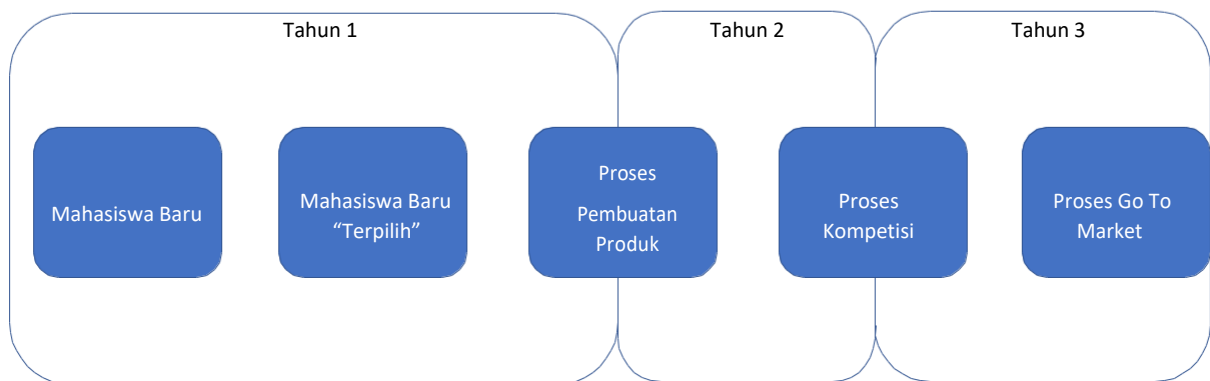 Tahun 1
Tahun 2
Tahun 3
Mahasiswa Baru
Mahasiswa Baru
“Terpilih”
Proses
Pembuatan
Produk
Proses
Kompetisi
Proses Go To
Market